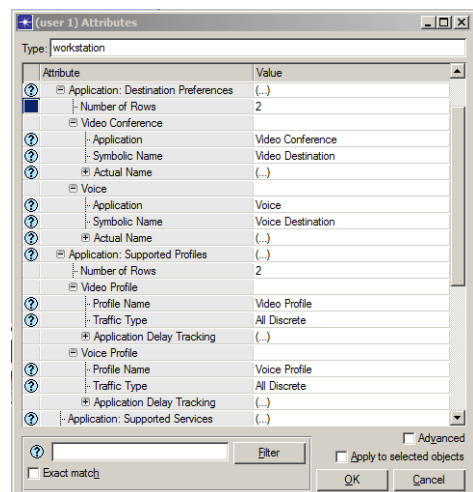 (user 1) Attributes
Type: workstation
Attribute Value
Application: Destination Preferences (...)
Number of Rows 2
Video Conference
Application Video Conference
Symbolic Name Video Destination
Actual Name (...)
Voice
Application Voice
Symbolic Name Voice Destination
Actual Name (...)
Application: Supported Profiles (...)
Number of Rows 2
Video Profile
Profile Name Video Profile
Traffic Type All Discrete
Application Delay Tracking (...)
Voice Profile
Profile Name Voice Profile
Traffic Type All Discrete
Application Delay Tracking (...)
Application: Supported Services (...)
Advanced
Filter Apply to selected objects
Exact match OK Cancel